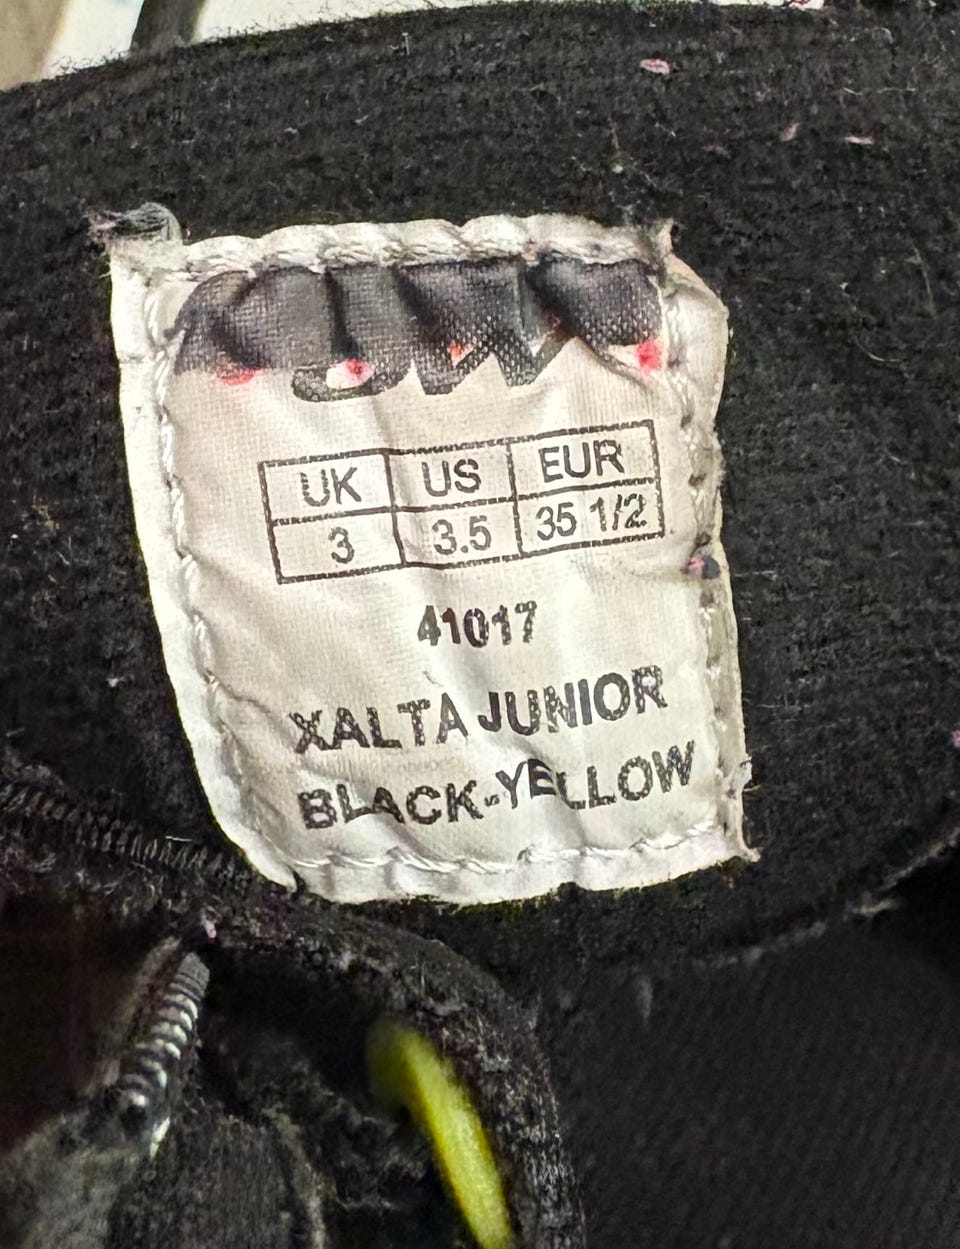 UK US EUR
3 3.5 35 1/2
41017
XALTA JUNIOR
BLACK-YELLOW